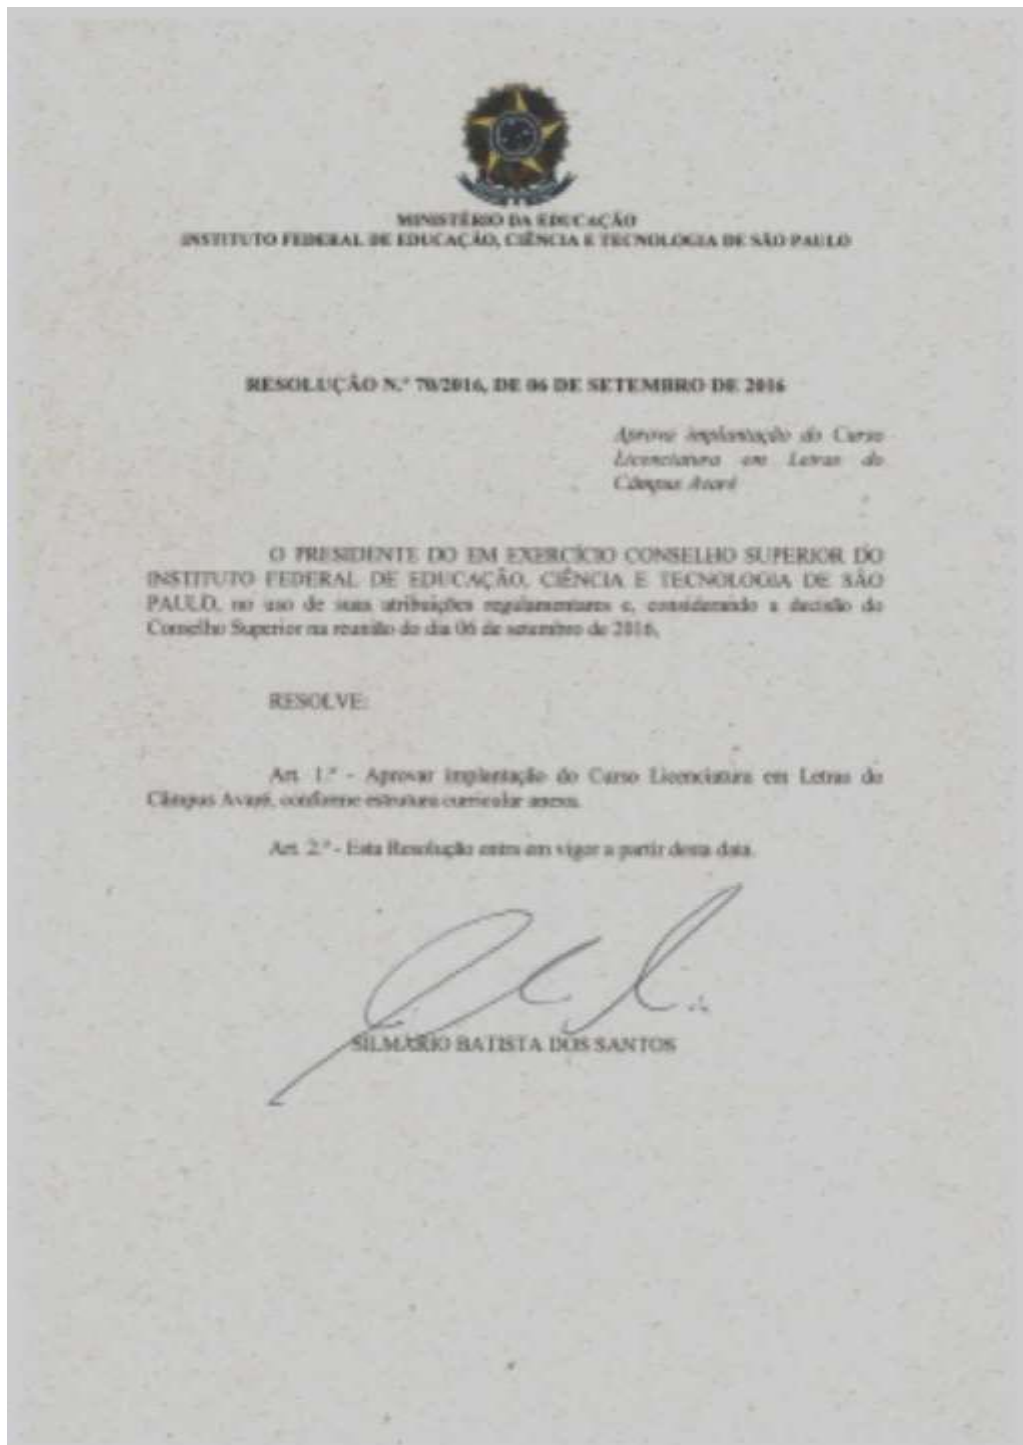 MINISTÉRIO DA EDUCAÇÃO
INSTITUTO FEDERAL DE EDUCAÇÃO, CIÊNCIA E TECNOLOGIA DE SÃO PAULO
RESOLUÇÃO N.º 70/2016, DE 06 DE SETEMBRO DE 2016
Aprova implantação do Curso
Licenciatura em Letras do
Câmpus Avaré
O PRESIDENTE DO EM EXERCÍCIO CONSELHO SUPERIOR DO
INSTITUTO FEDERAL DE EDUCAÇÃO, CIÊNCIA E TECNOLOGIA DE SÃO
PAULO, no uso de suas atribuições regulamentares e, considerando a decisão do
Conselho Superior na reunião do dia 06 de setembro de 2016,
RESOLVE:
Art. 1.º - Aprovar implantação do Curso Licenciatura em Letras do
Câmpus Avaré, conforme estrutura curricular anexa.
Art. 2.º - Esta Resolução entra em vigor a partir desta data.
SILMÁRIO BATISTA DOS SANTOS